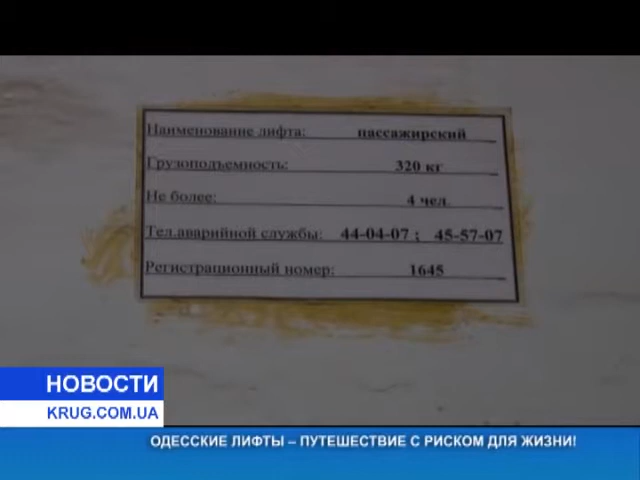 Наименование лифта: пассажирский
Грузоподъемность: 320 кг
Не более: 4 чел.
Тел.аварийной службы: 44-04-07 ; 45-57-07
Регистрационный номер: 1645
НОВОСТИ
KRUG.COM.UA
ОДЕССКИЕ ЛИФТЫ – ПУТЕШЕСТВИЕ С РИСКОМ ДЛЯ ЖИЗНИ!